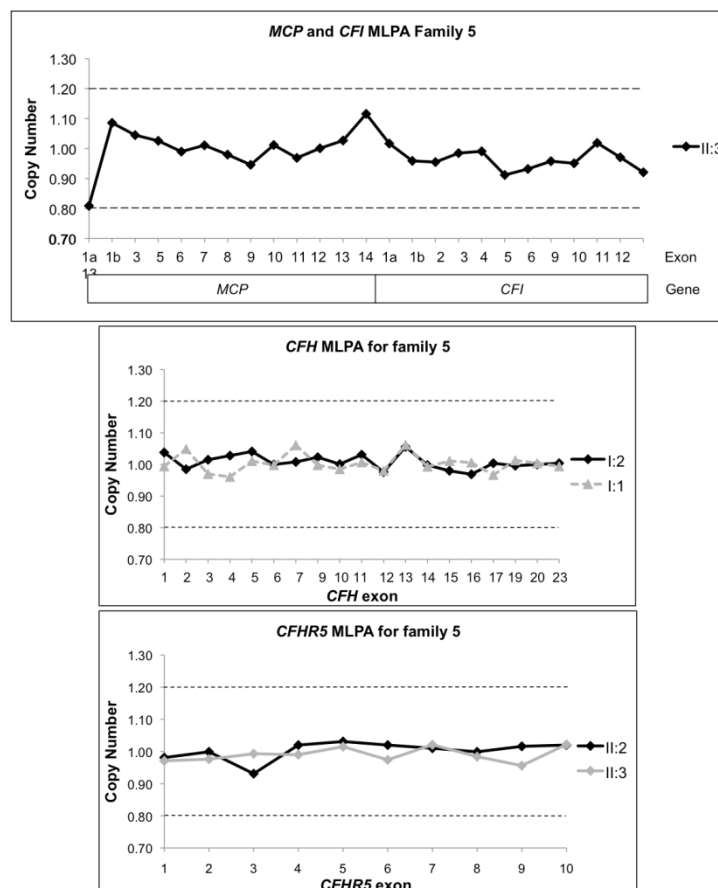 MCP and CFI MLPA Family 5
1.30
1.20
1.10
1.00
0.90
0.80
0.70
Copy Number
II:3
1a 1b 3 5 6 7 8 9 10 11 12 13 14 1a 1b 2 3 4 5 6 7 8 9 10 11 12 Exon
13
MCP CFI Gene
CFH MLPA for family 5
1.30
1.20
1.10
1.00
0.90
0.80
0.70
Copy Number
I:2
I:1
1 2 3 4 5 6 7 9 10 11 12 13 14 15 16 17 19 20 23
CFH exon
CFHR5 MLPA for family 5
1.30
1.20
1.10
1.00
0.90
0.80
0.70
Copy Number
II:2
II:3
1 2 3 4 5 6 7 8 9 10
CFHR5 exon